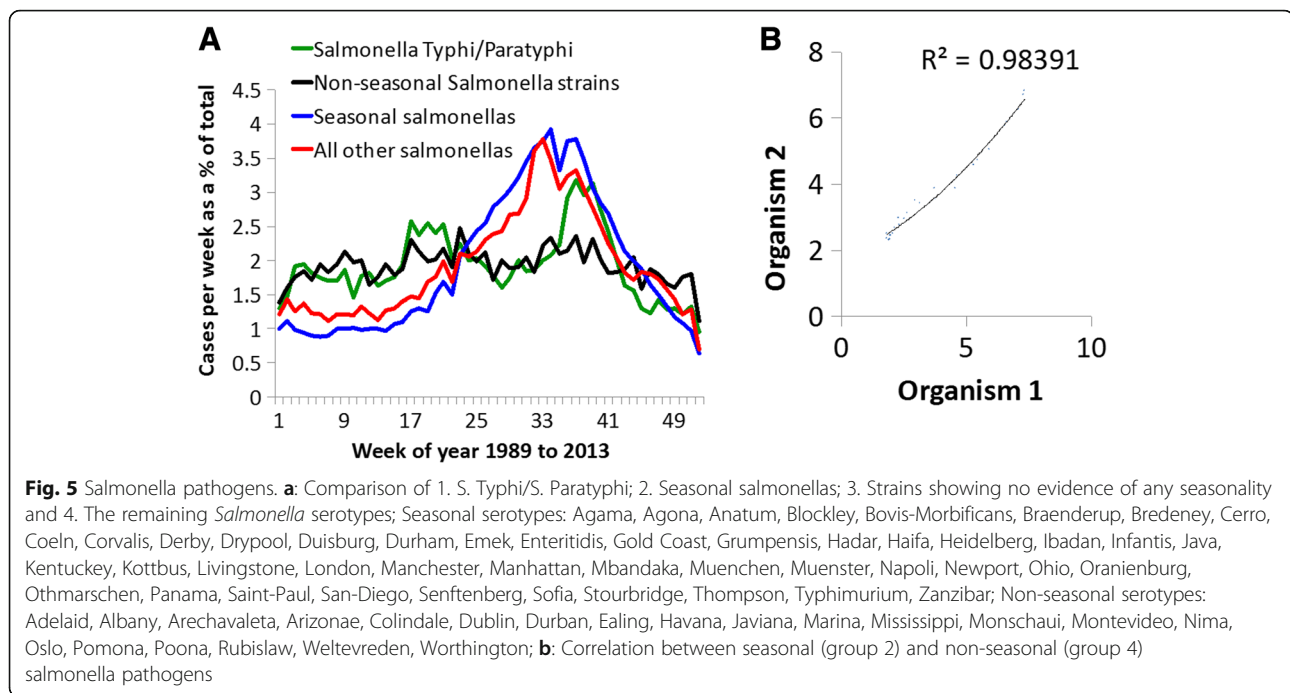 A
Salmonella Typhi/Paratyphi
Non-seasonal Salmonella strains
Seasonal salmonellas
All other salmonellas
Cases per week as a % of total
4.5
4
3.5
3
2.5
2
1.5
1
0.5
0
1 9 17 25 33 41 49
Week of year 1989 to 2013
B
R² = 0.98391
Organism 2
8
6
4
2
0
0 5 10
Organism 1
Fig. 5 Salmonella pathogens. a: Comparison of 1. S. Typhi/S. Paratyphi; 2. Seasonal salmonellas; 3. Strains showing no evidence of any seasonality
and 4. The remaining Salmonella serotypes; Seasonal serotypes: Agama, Agona, Anatum, Blockley, Bovis-Morbificans, Braenderup, Bredeney, Cerro,
Coeln, Corvalis, Derby, Drypool, Duisburg, Durham, Emek, Enteritidis, Gold Coast, Grumpensis, Hadar, Haifa, Heidelberg, Ibadan, Infantis, Java,
Kentuckey, Kottbus, Livingstone, London, Manchester, Manhattan, Mbandaka, Muenchen, Muenster, Napoli, Newport, Ohio, Oranienburg,
Othmarschen, Panama, Saint-Paul, San-Diego, Senftenberg, Sofia, Stourbridge, Thompson, Typhimurium, Zanzibar; Non-seasonal serotypes:
Adelaid, Albany, Arechavaleta, Arizonae, Colindale, Dublin, Durban, Ealing, Havana, Javiana, Marina, Mississippi, Monschaui, Montevideo, Nima,
Oslo, Pomona, Poona, Rubislaw, Weltevreden, Worthington; b: Correlation between seasonal (group 2) and non-seasonal (group 4)
salmonella pathogens